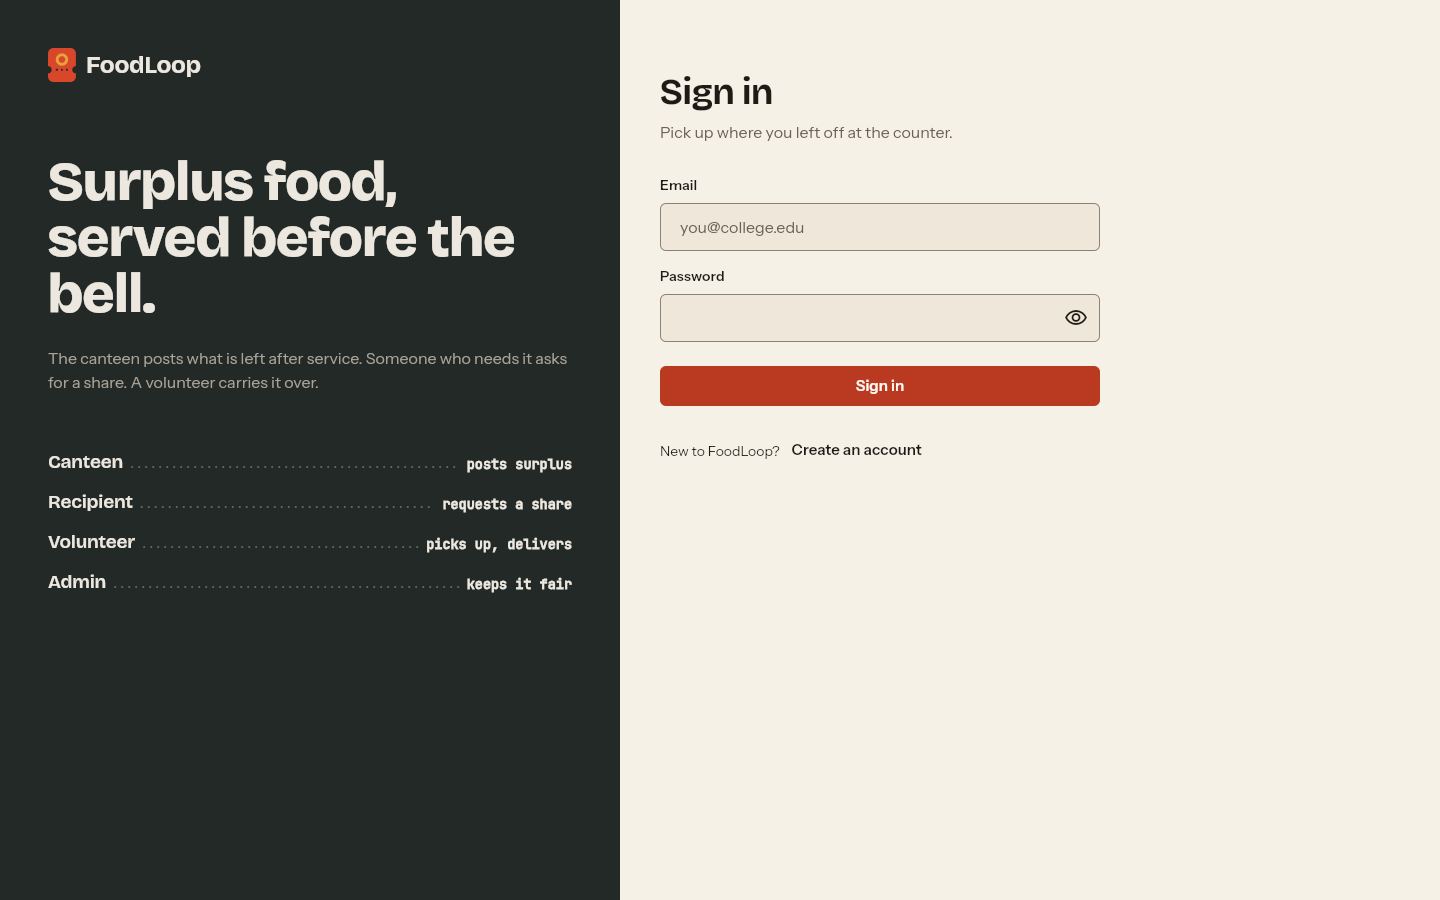 FoodLoop
Surplus food,
served before the
bell.
The canteen posts what is left after service. Someone who needs it asks
for a share. A volunteer carries it over.
Canteen ............................................... posts surplus
Recipient .......................................... requests a share
Volunteer ........................................ picks up, delivers
Admin .................................................. keeps it fair
Sign in
Pick up where you left off at the counter.
Email
you@college.edu
Password
Sign in
New to FoodLoop? Create an account